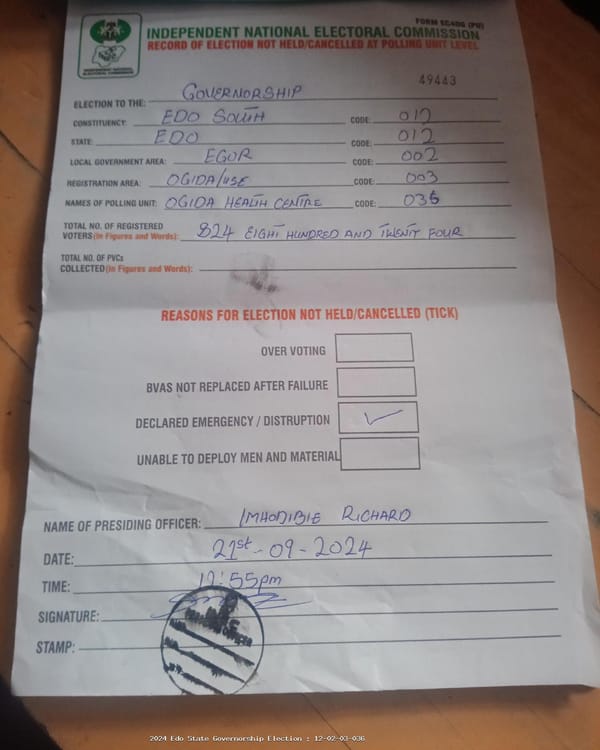 FORM EC40G (PU)
INDEPENDENT NATIONAL ELECTORAL COMMISSION
RECORD OF ELECTION NOT HELD/CANCELLED AT POLLING UNIT LEVEL
INDEPENDENT NATIONAL
ELECTORAL COMMISSION
49443
ELECTION TO THE: GOVERNORSHIP
CONSTITUENCY: EDO SOUTH CODE: 012
STATE: EDO CODE: 012
LOCAL GOVERNMENT AREA: EGOR CODE: 002
REGISTRATION AREA: OGIDA/USE CODE: 003
NAMES OF POLLING UNIT: OGIDA HEALTH CENTRE CODE: 036
TOTAL NO. OF REGISTERED
VOTERS (In Figures and Words): 824 EIGHT HUNDRED AND TWENTY FOUR
TOTAL NO. OF PVCs
COLLECTED (In Figures and Words):
REASONS FOR ELECTION NOT HELD/CANCELLED (TICK)
OVER VOTING
BVAS NOT REPLACED AFTER FAILURE
DECLARED EMERGENCY / DISTRUPTION ✓
UNABLE TO DEPLOY MEN AND MATERIAL
NAME OF PRESIDING OFFICER: IMHODIBIE RICHARD
DATE: 21st-09-2024
TIME: 12:55pm
SIGNATURE:
STAMP:
2024 Edo State Governorship Election : 12-02-03-036